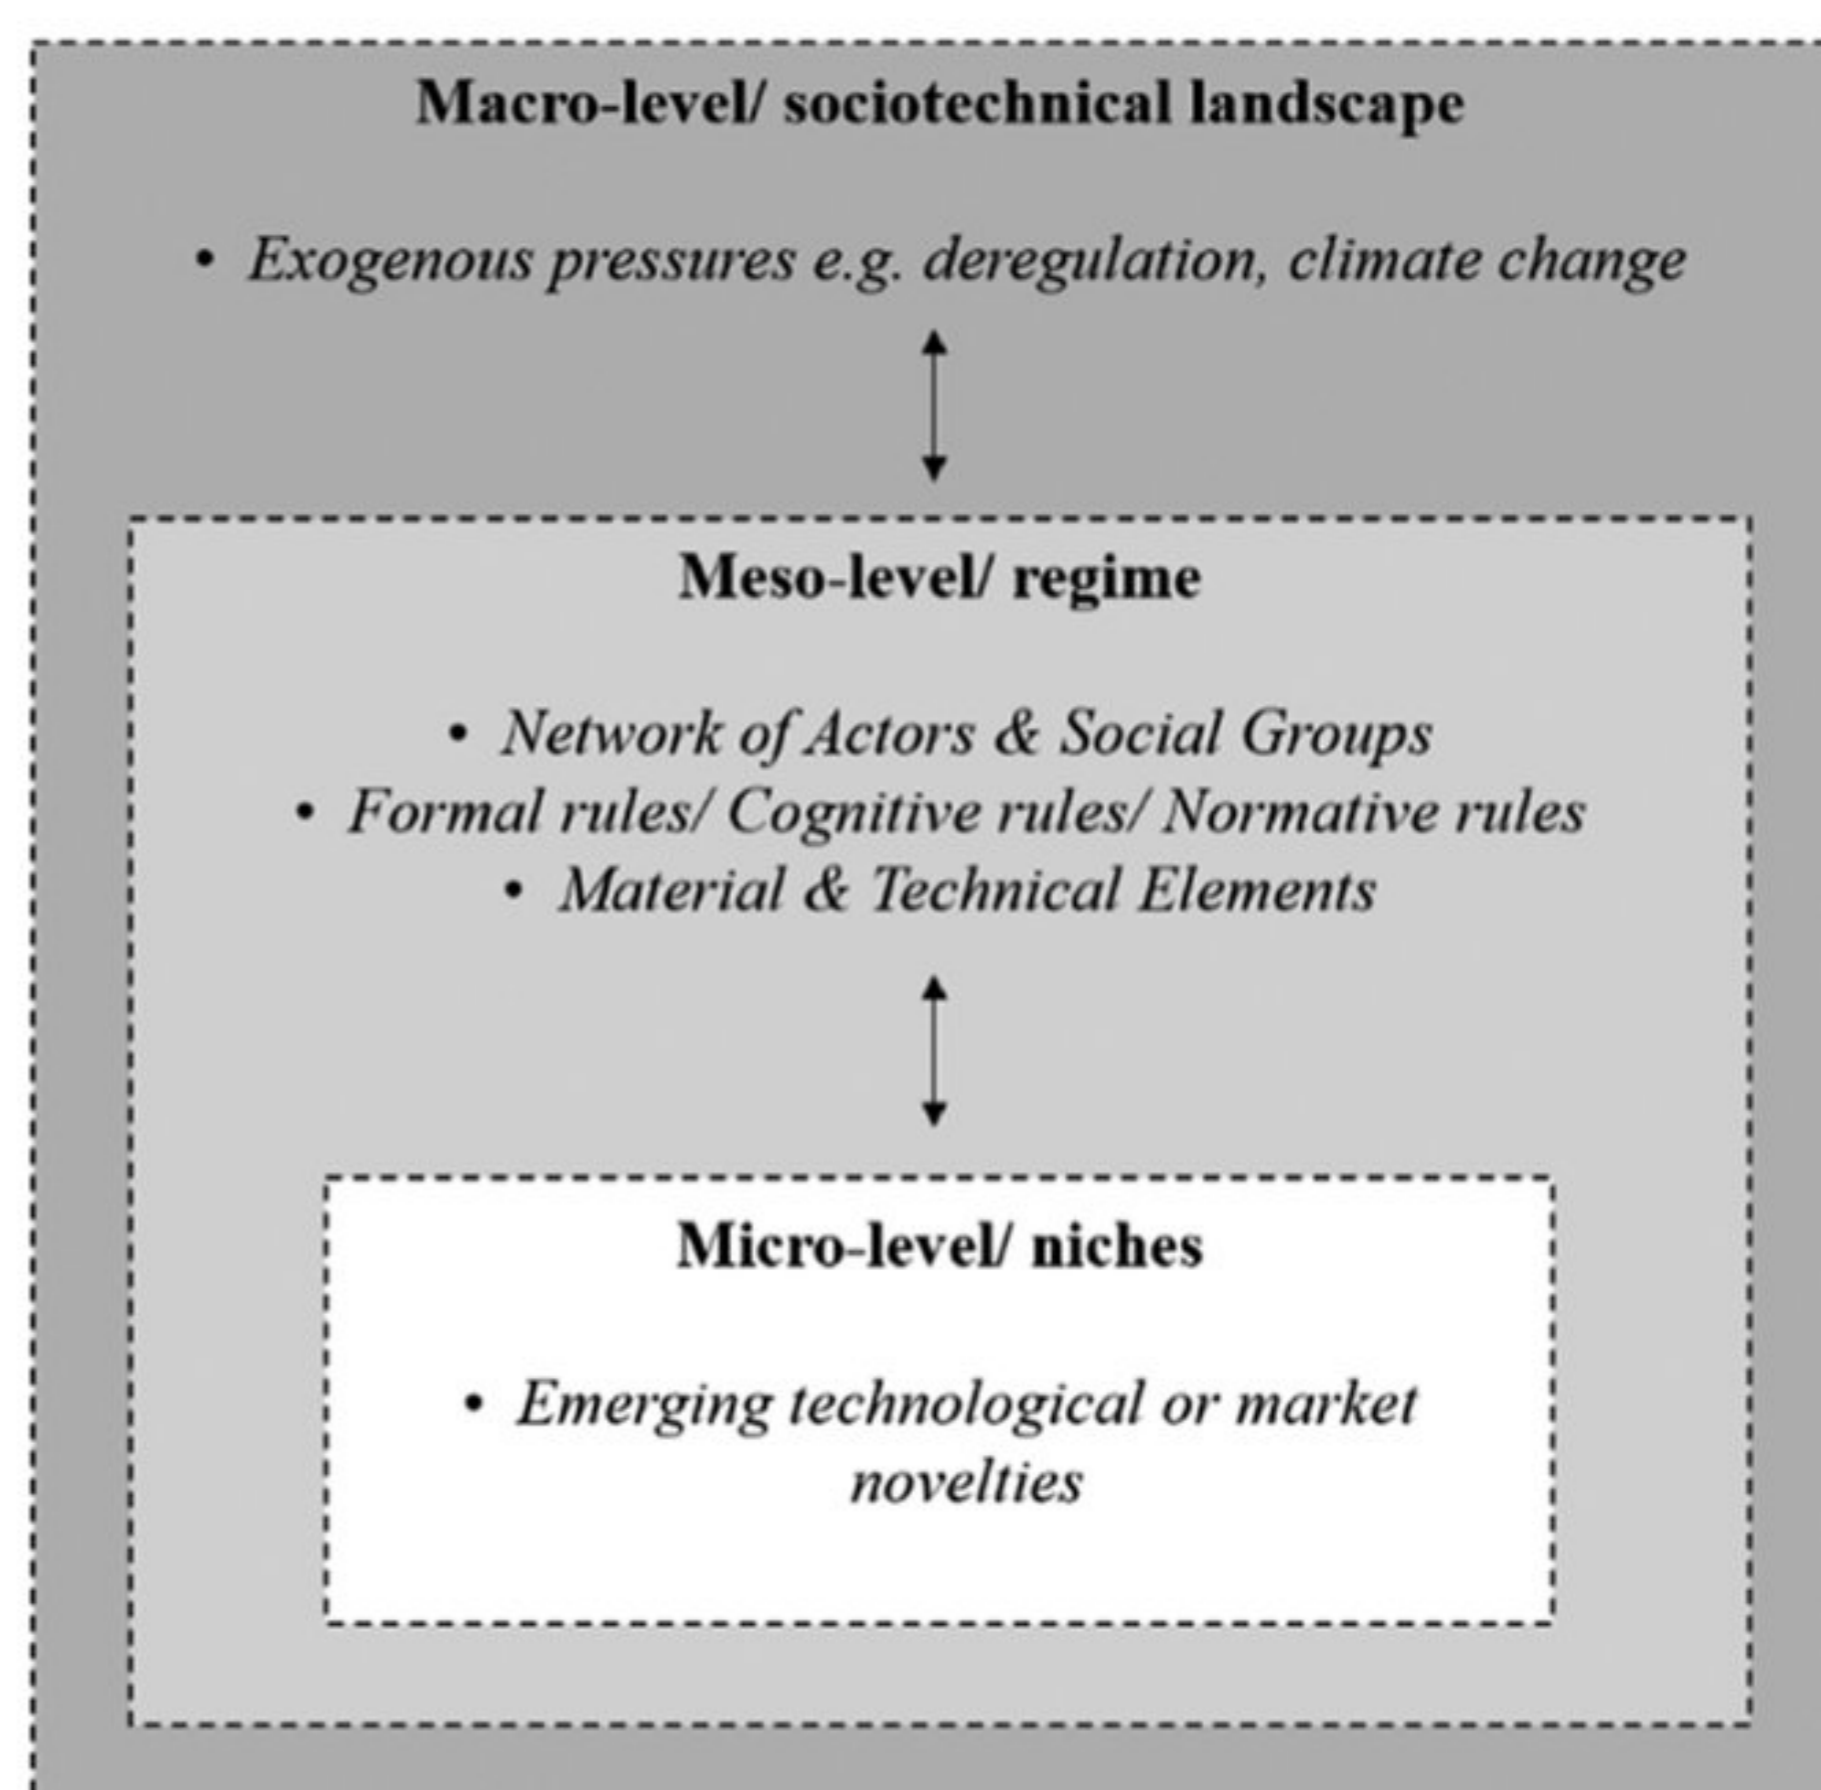 Macro-level/ sociotechnical landscape
• Exogenous pressures e.g. deregulation, climate change
Meso-level/ regime
• Network of Actors & Social Groups
• Formal rules/ Cognitive rules/ Normative rules
• Material & Technical Elements
Micro-level/ niches
• Emerging technological or market
novelties